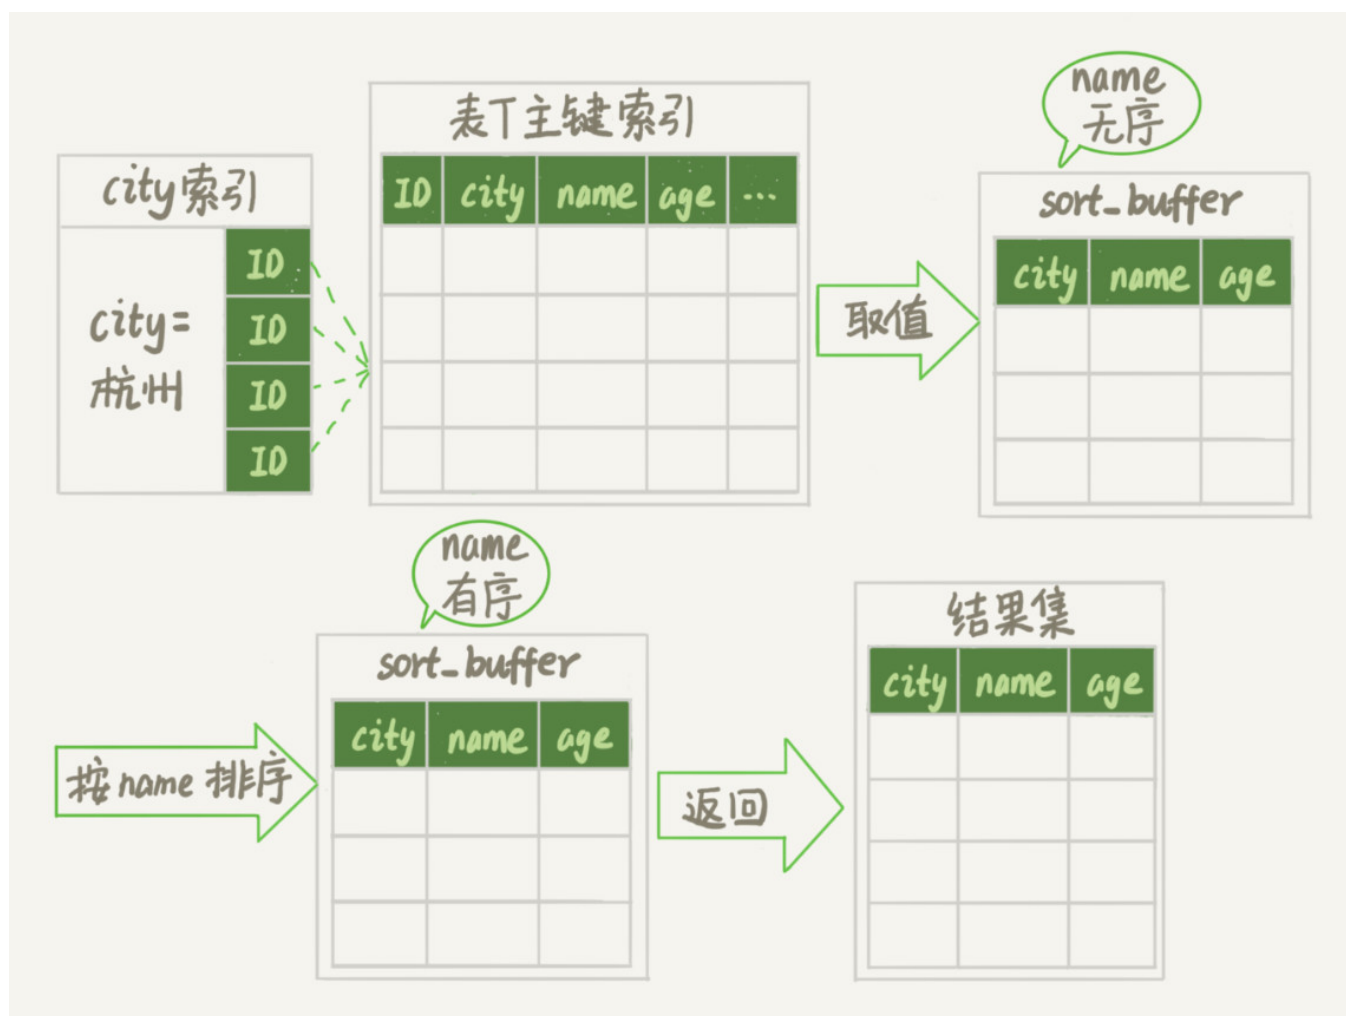 city索引
city=
杭州
ID
ID
ID
ID
表T主键索引
ID city name age ...
取值
name
无序
sort_buffer
city name age
按name排序
name
有序
sort_buffer
city name age
返回
结果集
city name age